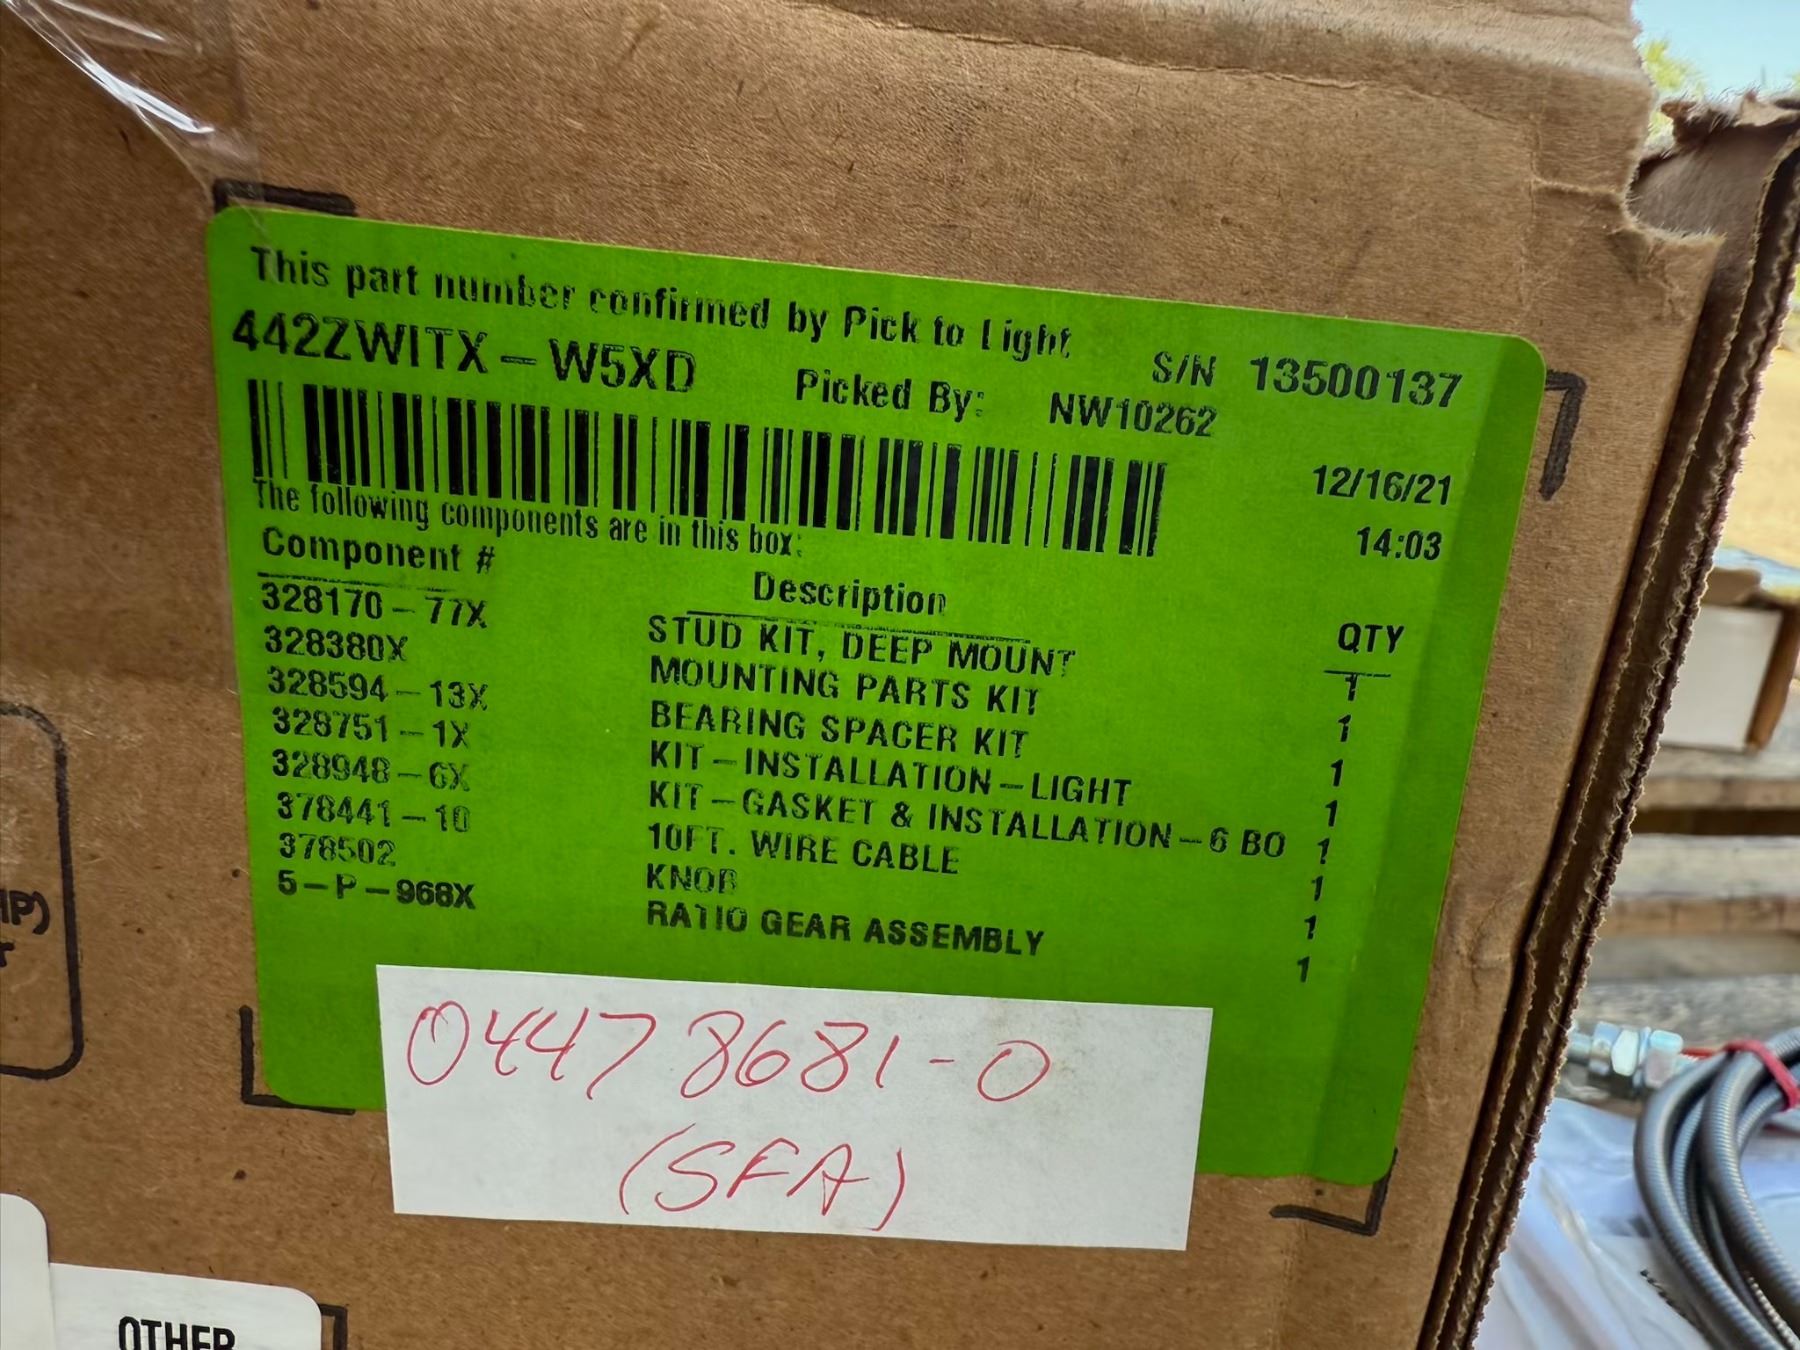 This part number confirmed by Pick to Light
442ZWITX-W5XD Picked By: NW10262 S/N 13500137
12/16/21
14:03
The following components are in this box:
Component # Description QTY
328170-77X STUD KIT, DEEP MOUNT 1
328380X MOUNTING PARTS KIT 1
328594-13X BEARING SPACER KIT 1
328751-1X KIT-INSTALLATION-LIGHT 1
328948-6X KIT-GASKET & INSTALLATION-6 BO 1
378441-10 10FT. WIRE CABLE 1
378502 KNOB 1
5-P-968X RATIO GEAR ASSEMBLY 1
04478681-0
(SFA)
OTHER